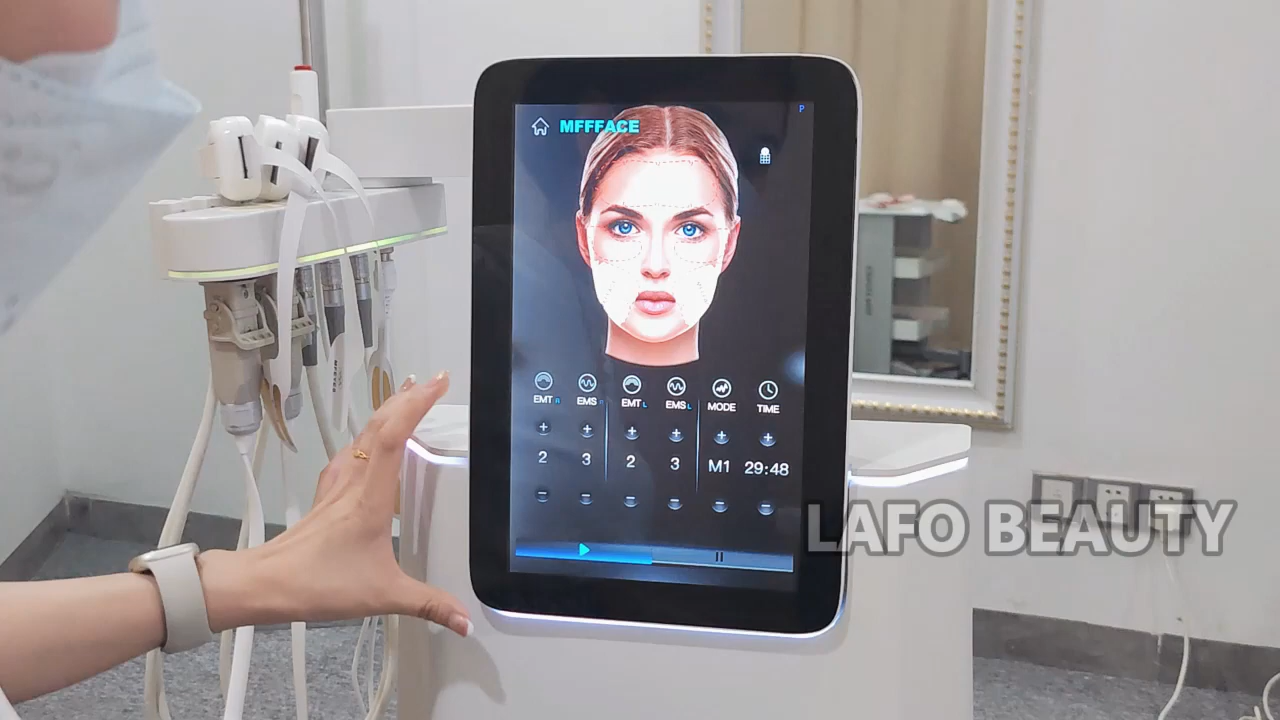 P
MFFFACE
EMT R EMS R EMT L EMS L MODE TIME
+ + + + + +
2 3 2 3 M1 29:48
− − − − − −
LAFO BEAUTY